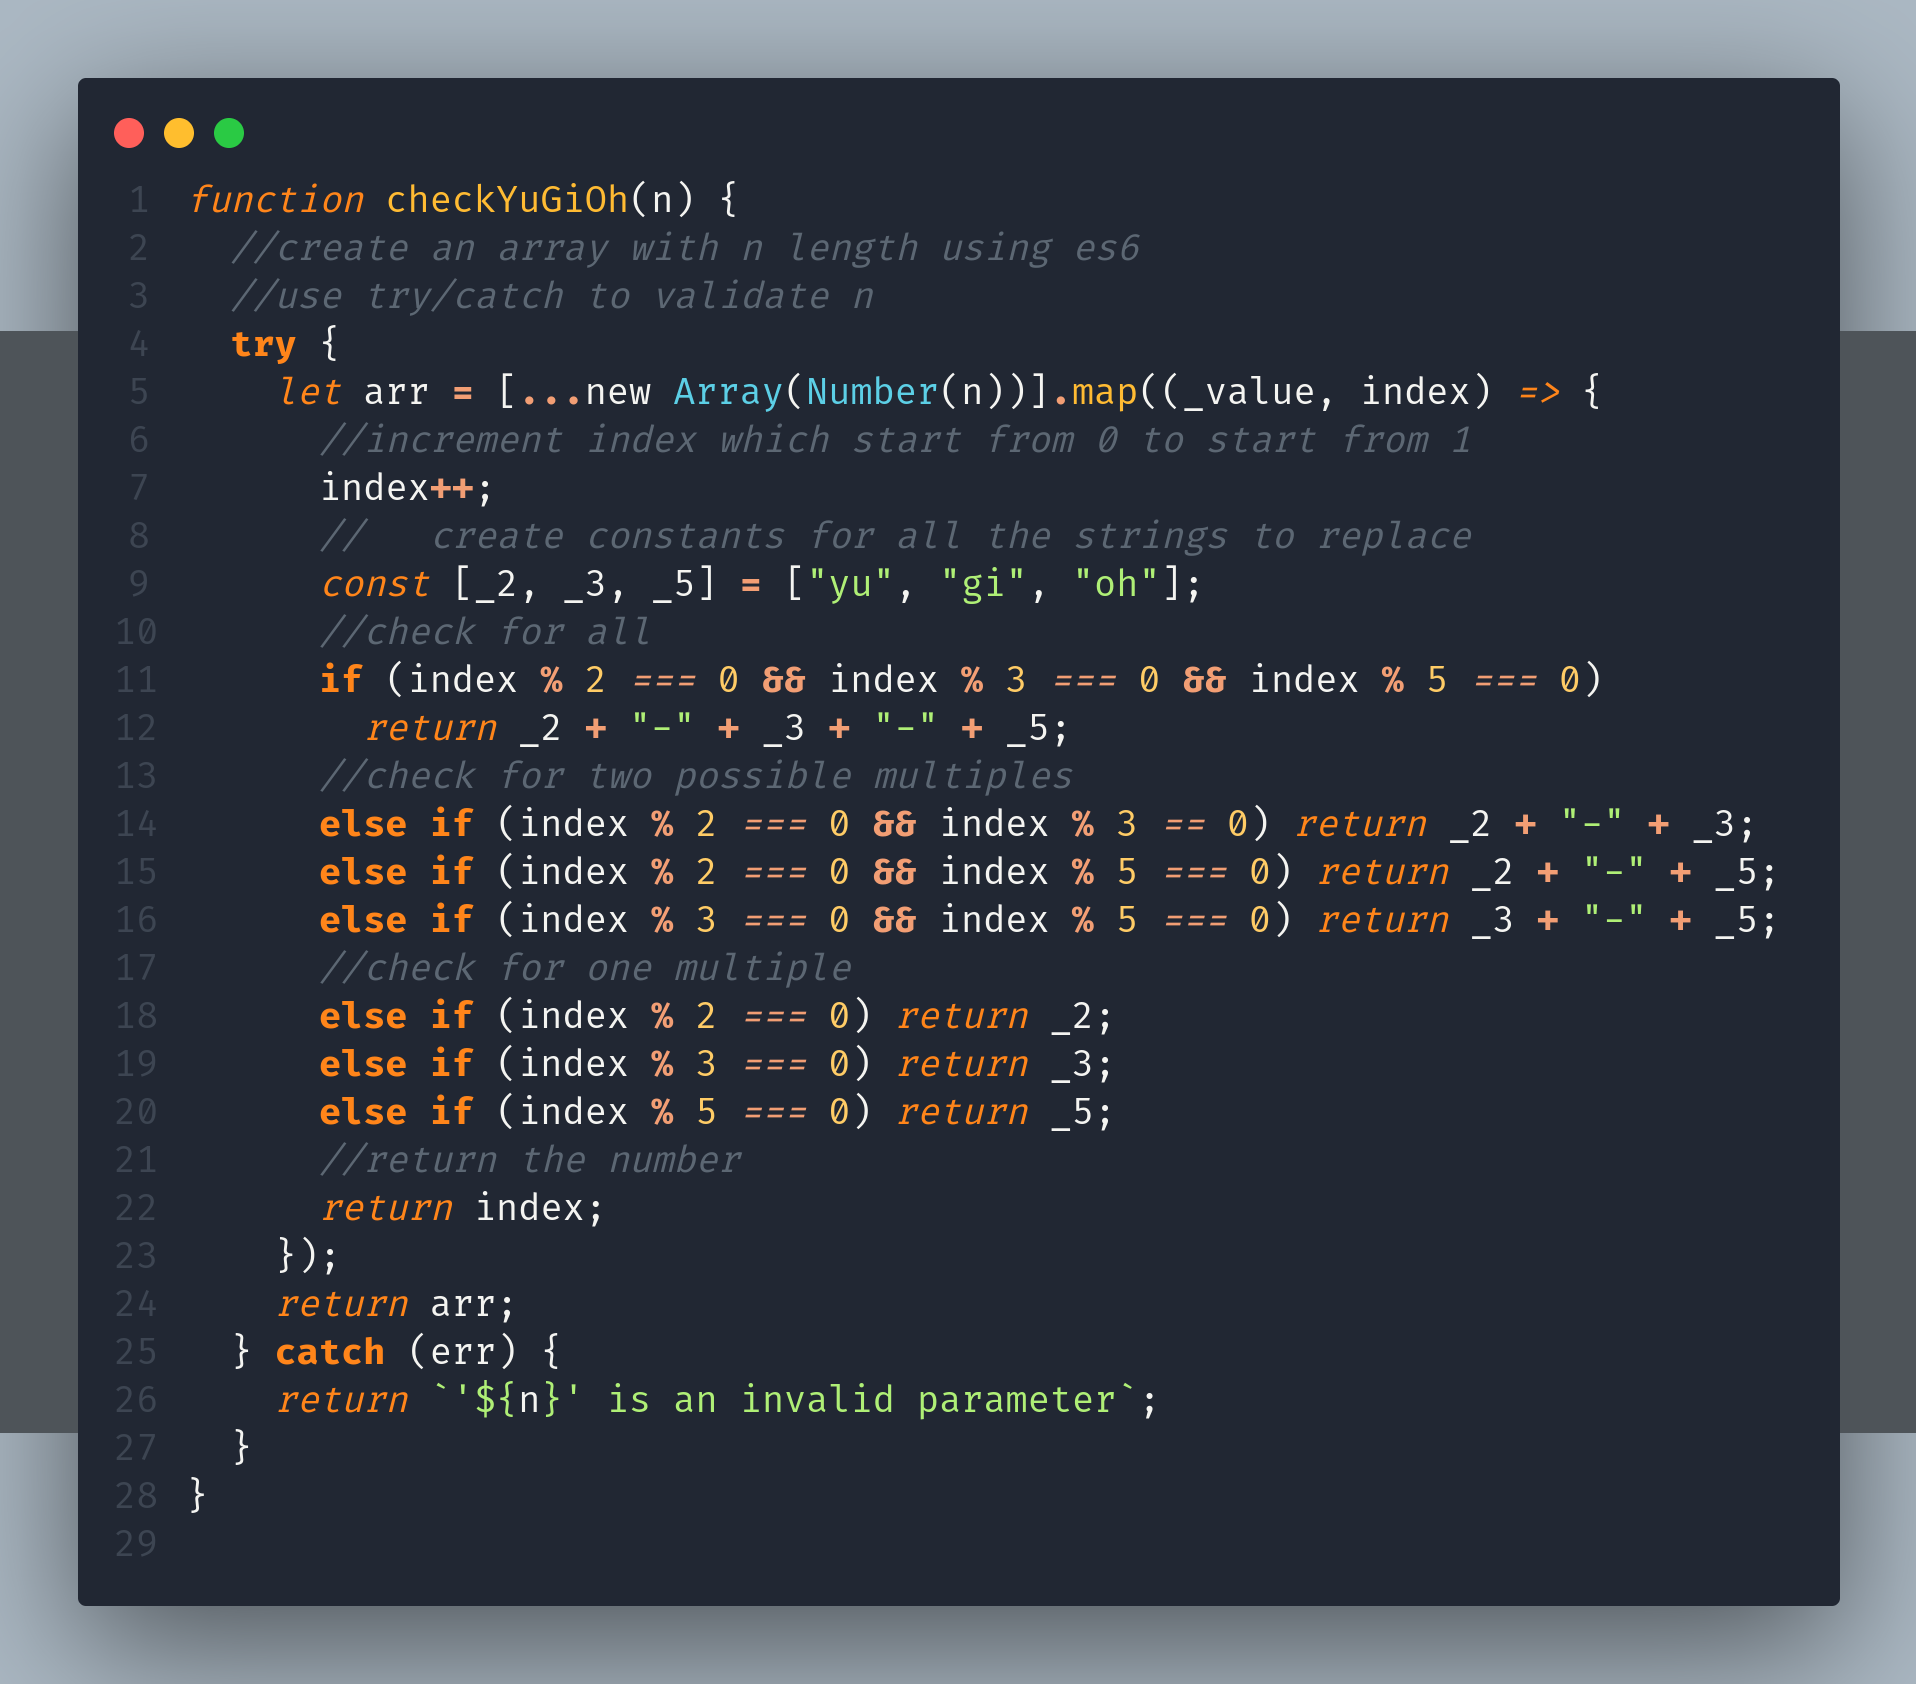 1 function checkYuGiOh(n) {
2   //create an array with n length using es6
3   //use try/catch to validate n
4   try {
5     let arr = [...new Array(Number(n))].map((_value, index) => {
6       //increment index which start from 0 to start from 1
7       index++;
8       //   create constants for all the strings to replace
9       const [_2, _3, _5] = ["yu", "gi", "oh"];
10       //check for all
11       if (index % 2 === 0 && index % 3 === 0 && index % 5 === 0)
12         return _2 + "-" + _3 + "-" + _5;
13       //check for two possible multiples
14       else if (index % 2 === 0 && index % 3 == 0) return _2 + "-" + _3;
15       else if (index % 2 === 0 && index % 5 === 0) return _2 + "-" + _5;
16       else if (index % 3 === 0 && index % 5 === 0) return _3 + "-" + _5;
17       //check for one multiple
18       else if (index % 2 === 0) return _2;
19       else if (index % 3 === 0) return _3;
20       else if (index % 5 === 0) return _5;
21       //return the number
22       return index;
23     });
24     return arr;
25   } catch (err) {
26     return `'${n}' is an invalid parameter`;
27   }
28 }
29